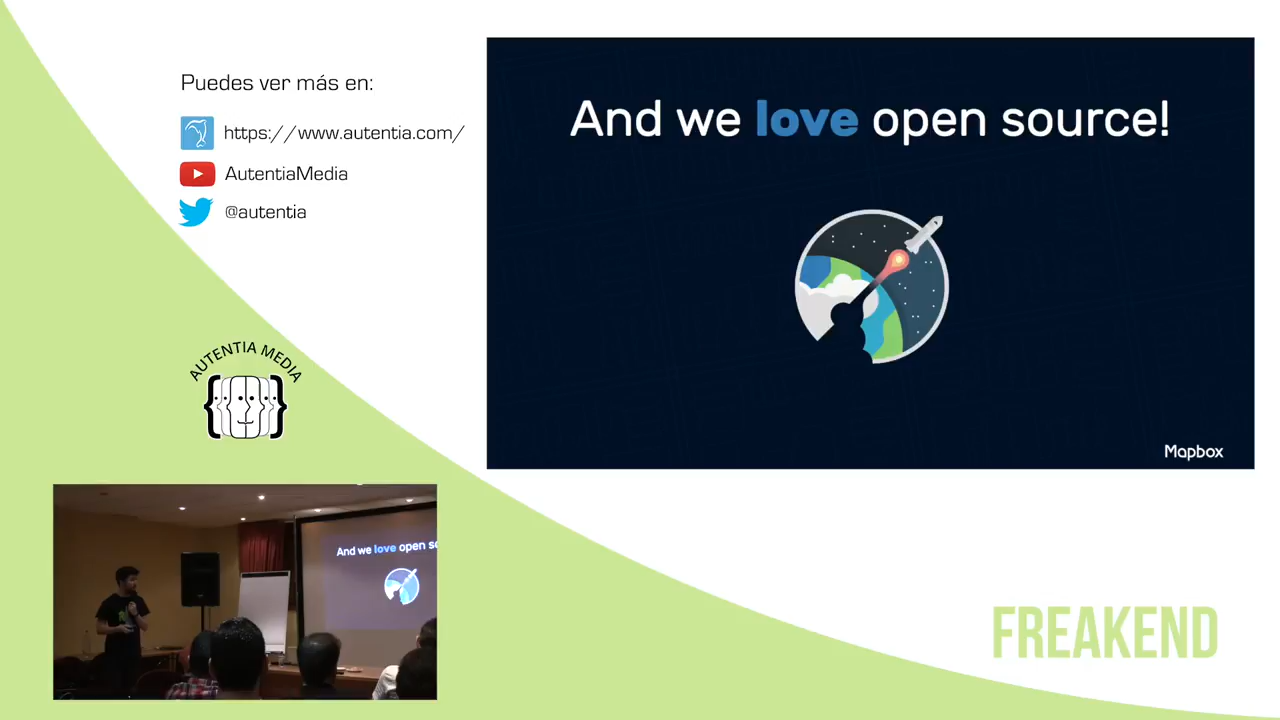 Puedes ver más en:
https://www.autentia.com/
AutentiaMedia
@autentia
AUTENTIA MEDIA
And we love open source!
Mapbox
And we love open so
FREAKEND